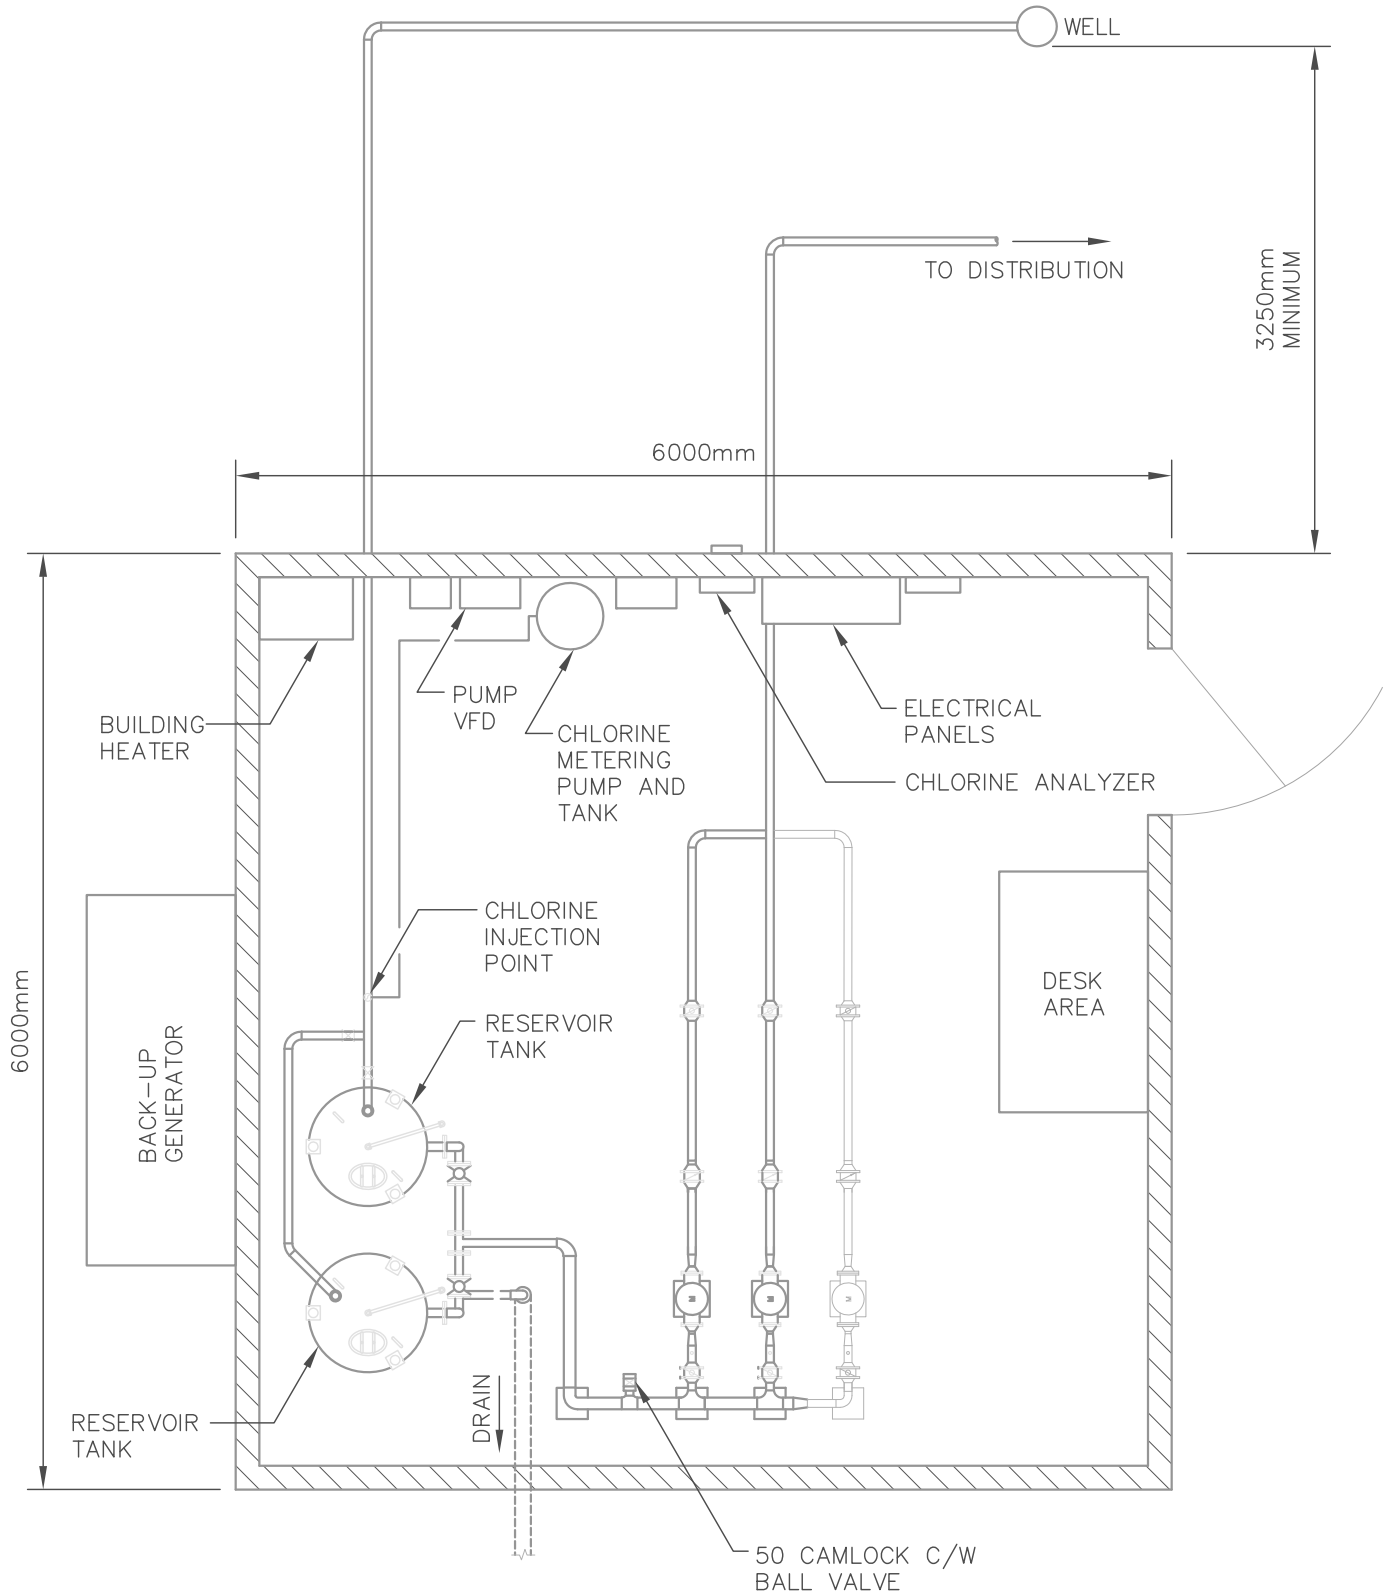 WELL
TO DISTRIBUTION
3250mm
MINIMUM
6000mm
PUMP
VFD
ELECTRICAL
PANELS
BUILDING
HEATER
CHLORINE
METERING
PUMP AND
TANK
CHLORINE ANALYZER
CHLORINE
INJECTION
POINT
DESK
AREA
6000mm
BACK-UP
GENERATOR
RESERVOIR
TANK
M
M
M
DRAIN
RESERVOIR
TANK
50 CAMLOCK C/W
BALL VALVE